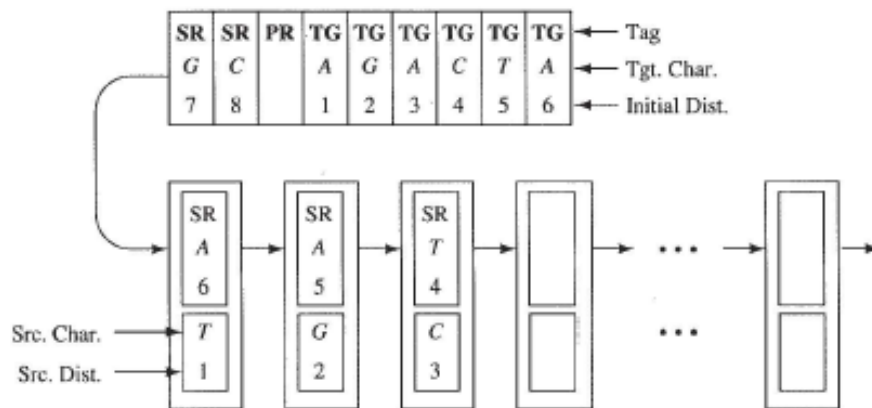 SR SR PR TG TG TG TG TG TG Tag
G C A G A C T A Tgt. Char.
7 8 1 2 3 4 5 6 Initial Dist.
SR SR SR
A A T
6 5 4
Src. Char. T G C
Src. Dist. 1 2 3